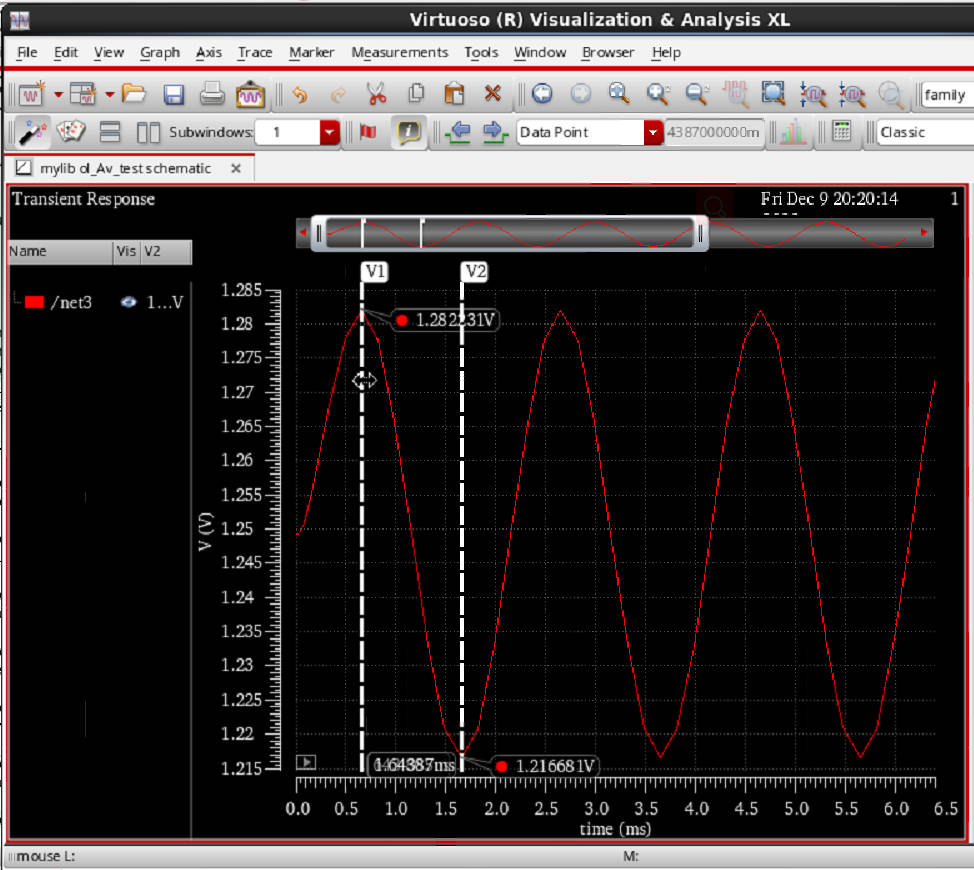 Virtuoso (R) Visualization & Analysis XL
File Edit View Graph Axis Trace Marker Measurements Tools Window Browser Help
family
Subwindows: 1 Data Point 4387000000m Classic
mylib ol_Av_test schematic
Transient Response Fri Dec 9 20:20:14 1
Name Vis V2
/net3 1...V
V1 V2
1.282231V
1.285
1.28
1.275
1.27
1.265
1.26
1.255
1.25
1.245
1.24
1.235
1.23
1.225
1.22
1.215
V (V)
1.216681V
0.0 0.5 1.0 1.5 2.0 2.5 3.0 3.5 4.0 4.5 5.0 5.5 6.0 6.5
time (ms)
mouse L: M: